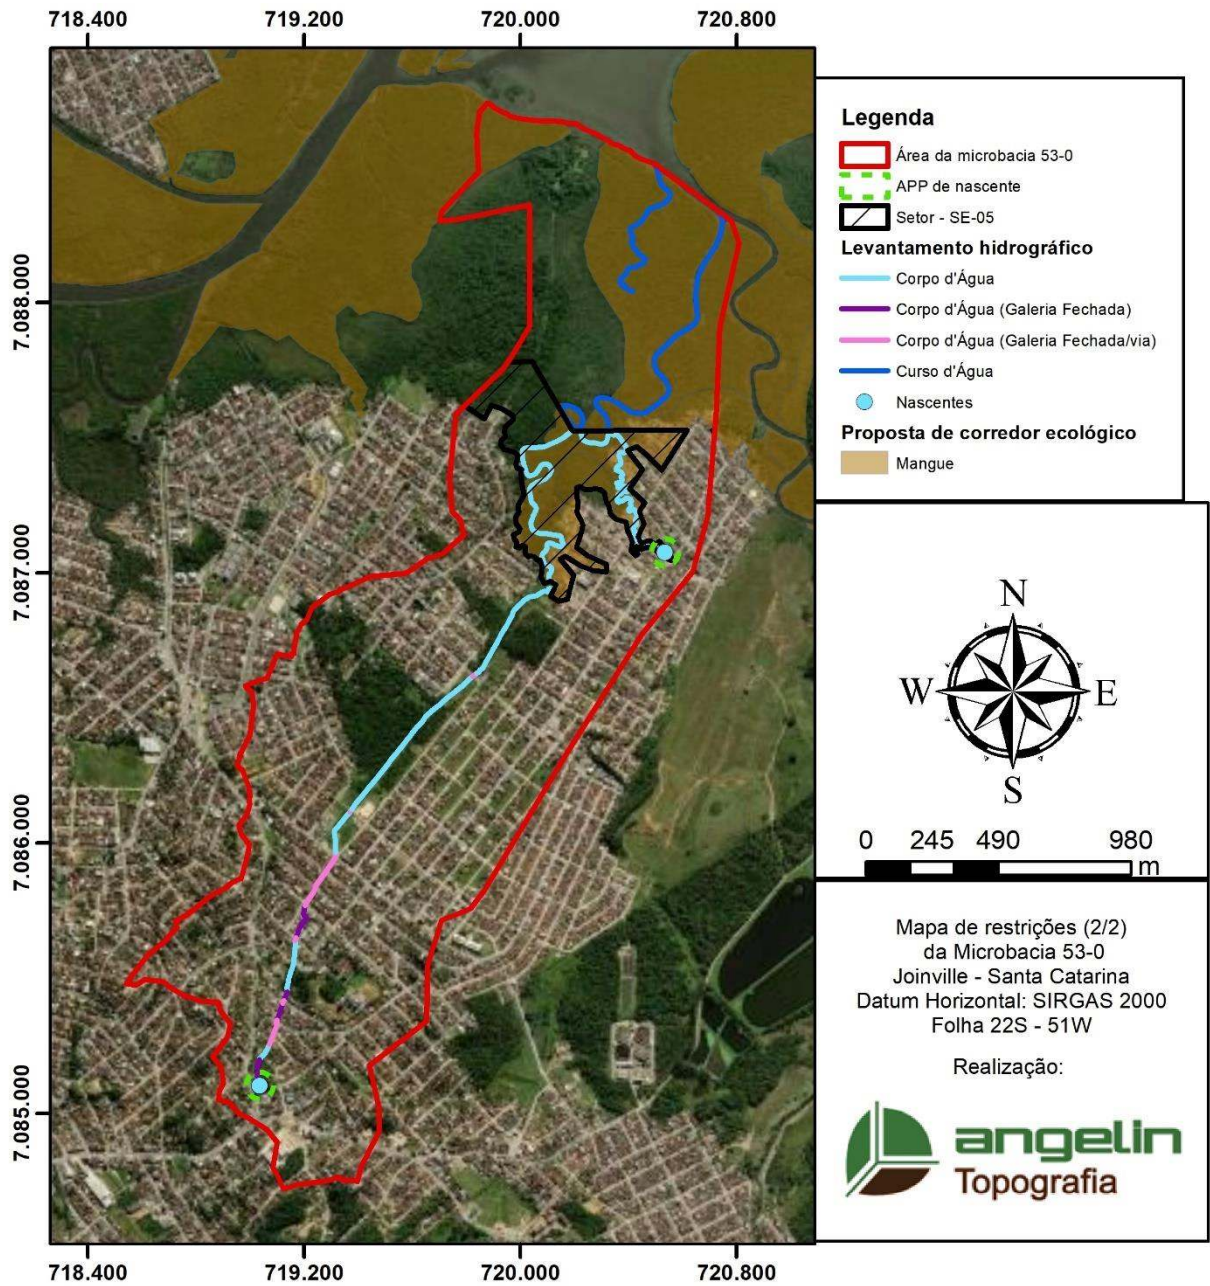 718.400 719.200 720.000 720.800
7.088.000
7.087.000
7.086.000
7.085.000
718.400 719.200 720.000 720.800
Legenda
Área da microbacia 53-0
APP de nascente
Setor - SE-05
Levantamento hidrográfico
Corpo d'Água
Corpo d'Água (Galeria Fechada)
Corpo d'Água (Galeria Fechada/via)
Curso d'Água
Nascentes
Proposta de corredor ecológico
Mangue
N
W E
S
0 245 490 980
m
Mapa de restrições (2/2)
da Microbacia 53-0
Joinville - Santa Catarina
Datum Horizontal: SIRGAS 2000
Folha 22S - 51W
Realização:
angelin
Topografia